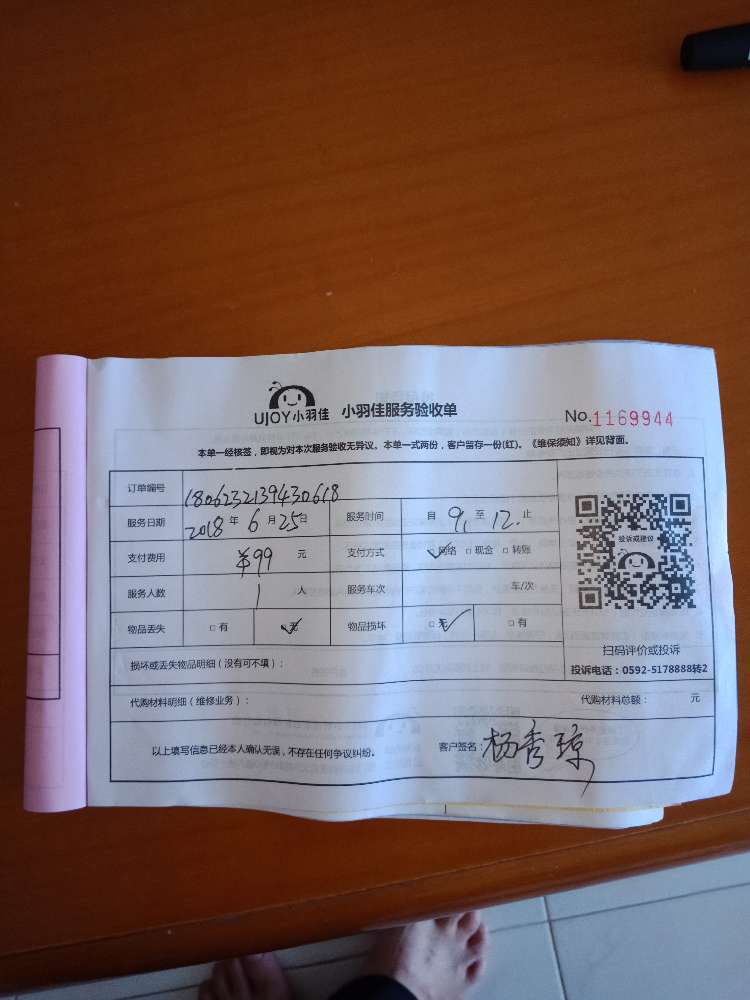 UJOY小羽佳 小羽佳服务验收单 No.1169944
本单一经核签，即视为对本次服务验收无异议。本单一式两份，客户留存一份(红)。《维保须知》详见背面。
订单编号 180623213943０618
服务日期 2018 年 6 月 25 日 服务时间 自 9 至 12 止
支付费用 ¥99 元 支付方式 ☑网络 □现金 □转账
服务人数 1 人 服务车次 车/次
物品丢失 □有 ☑无 物品损坏 ☑无 □有
投诉或建议
扫码评价或投诉
损坏或丢失物品明细（没有可不填）： 投诉电话：0592-5178888转2
代购材料明细（维修业务）： 代购材料总额： 元
以上填写信息已经本人确认无误，不存在任何争议纠纷。 客户签名：杨秀琼